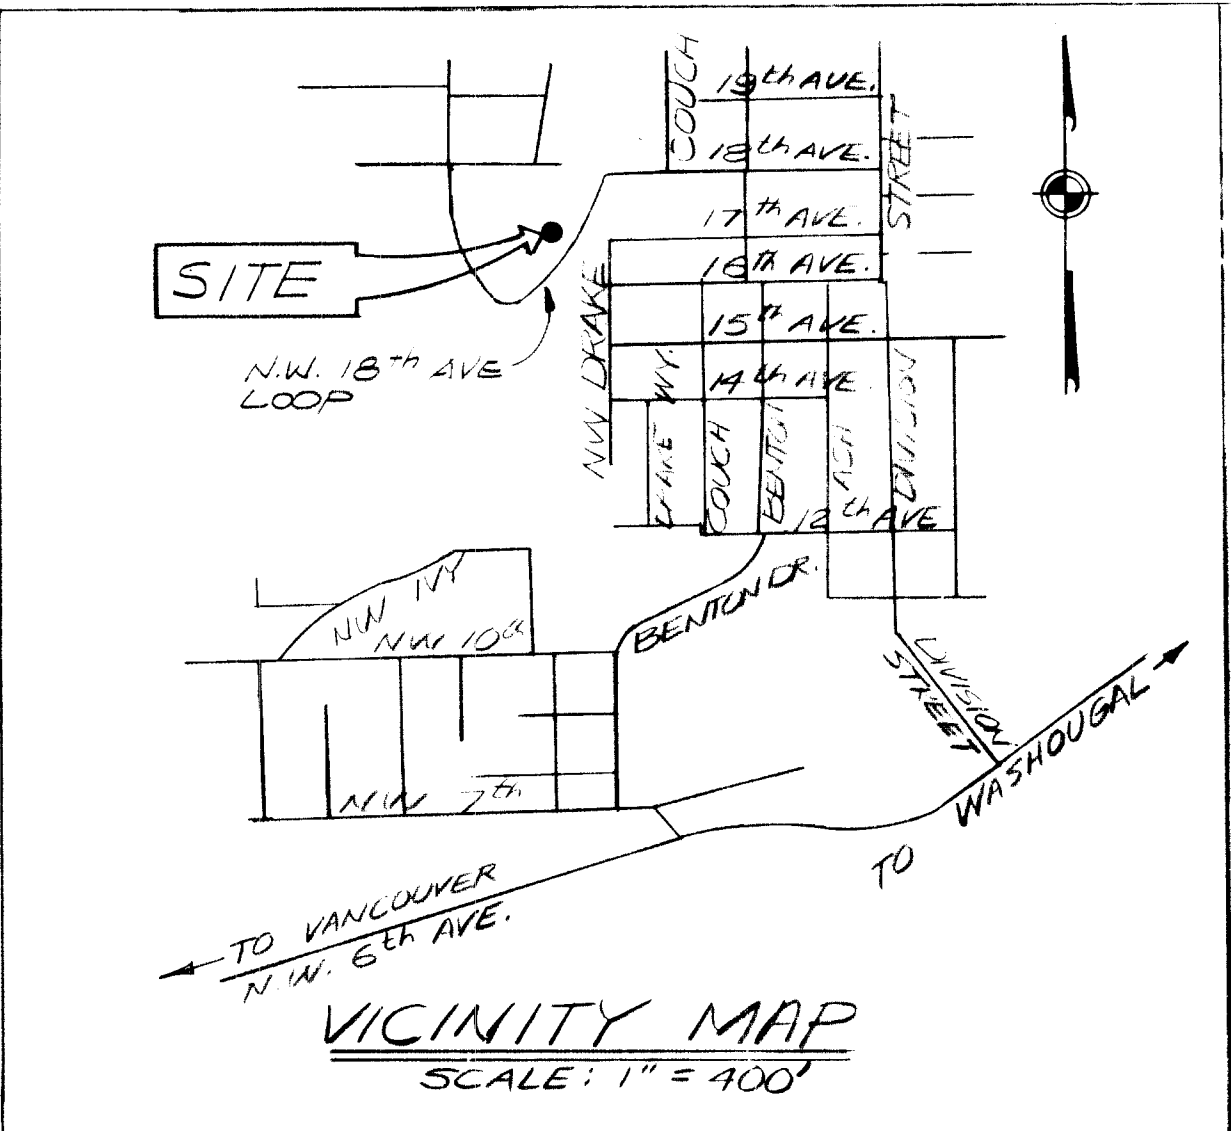 COUCH
19th AVE.
18th AVE.
STREET
17th AVE.
16th AVE.
SITE
NW DRAKE
15th AVE.
N.W. 18th AVE
LOOP
WY.
14th AVE.
DIVISION
COUCH
BENTON
ASH
12th AVE
NW IVY
BENTON DR.
NW 10th
DIVISION
STREET
WASHOUGAL
NW 7th
TO
TO VANCOUVER
N.W. 6th AVE.
VICINITY MAP
SCALE: 1" = 400'